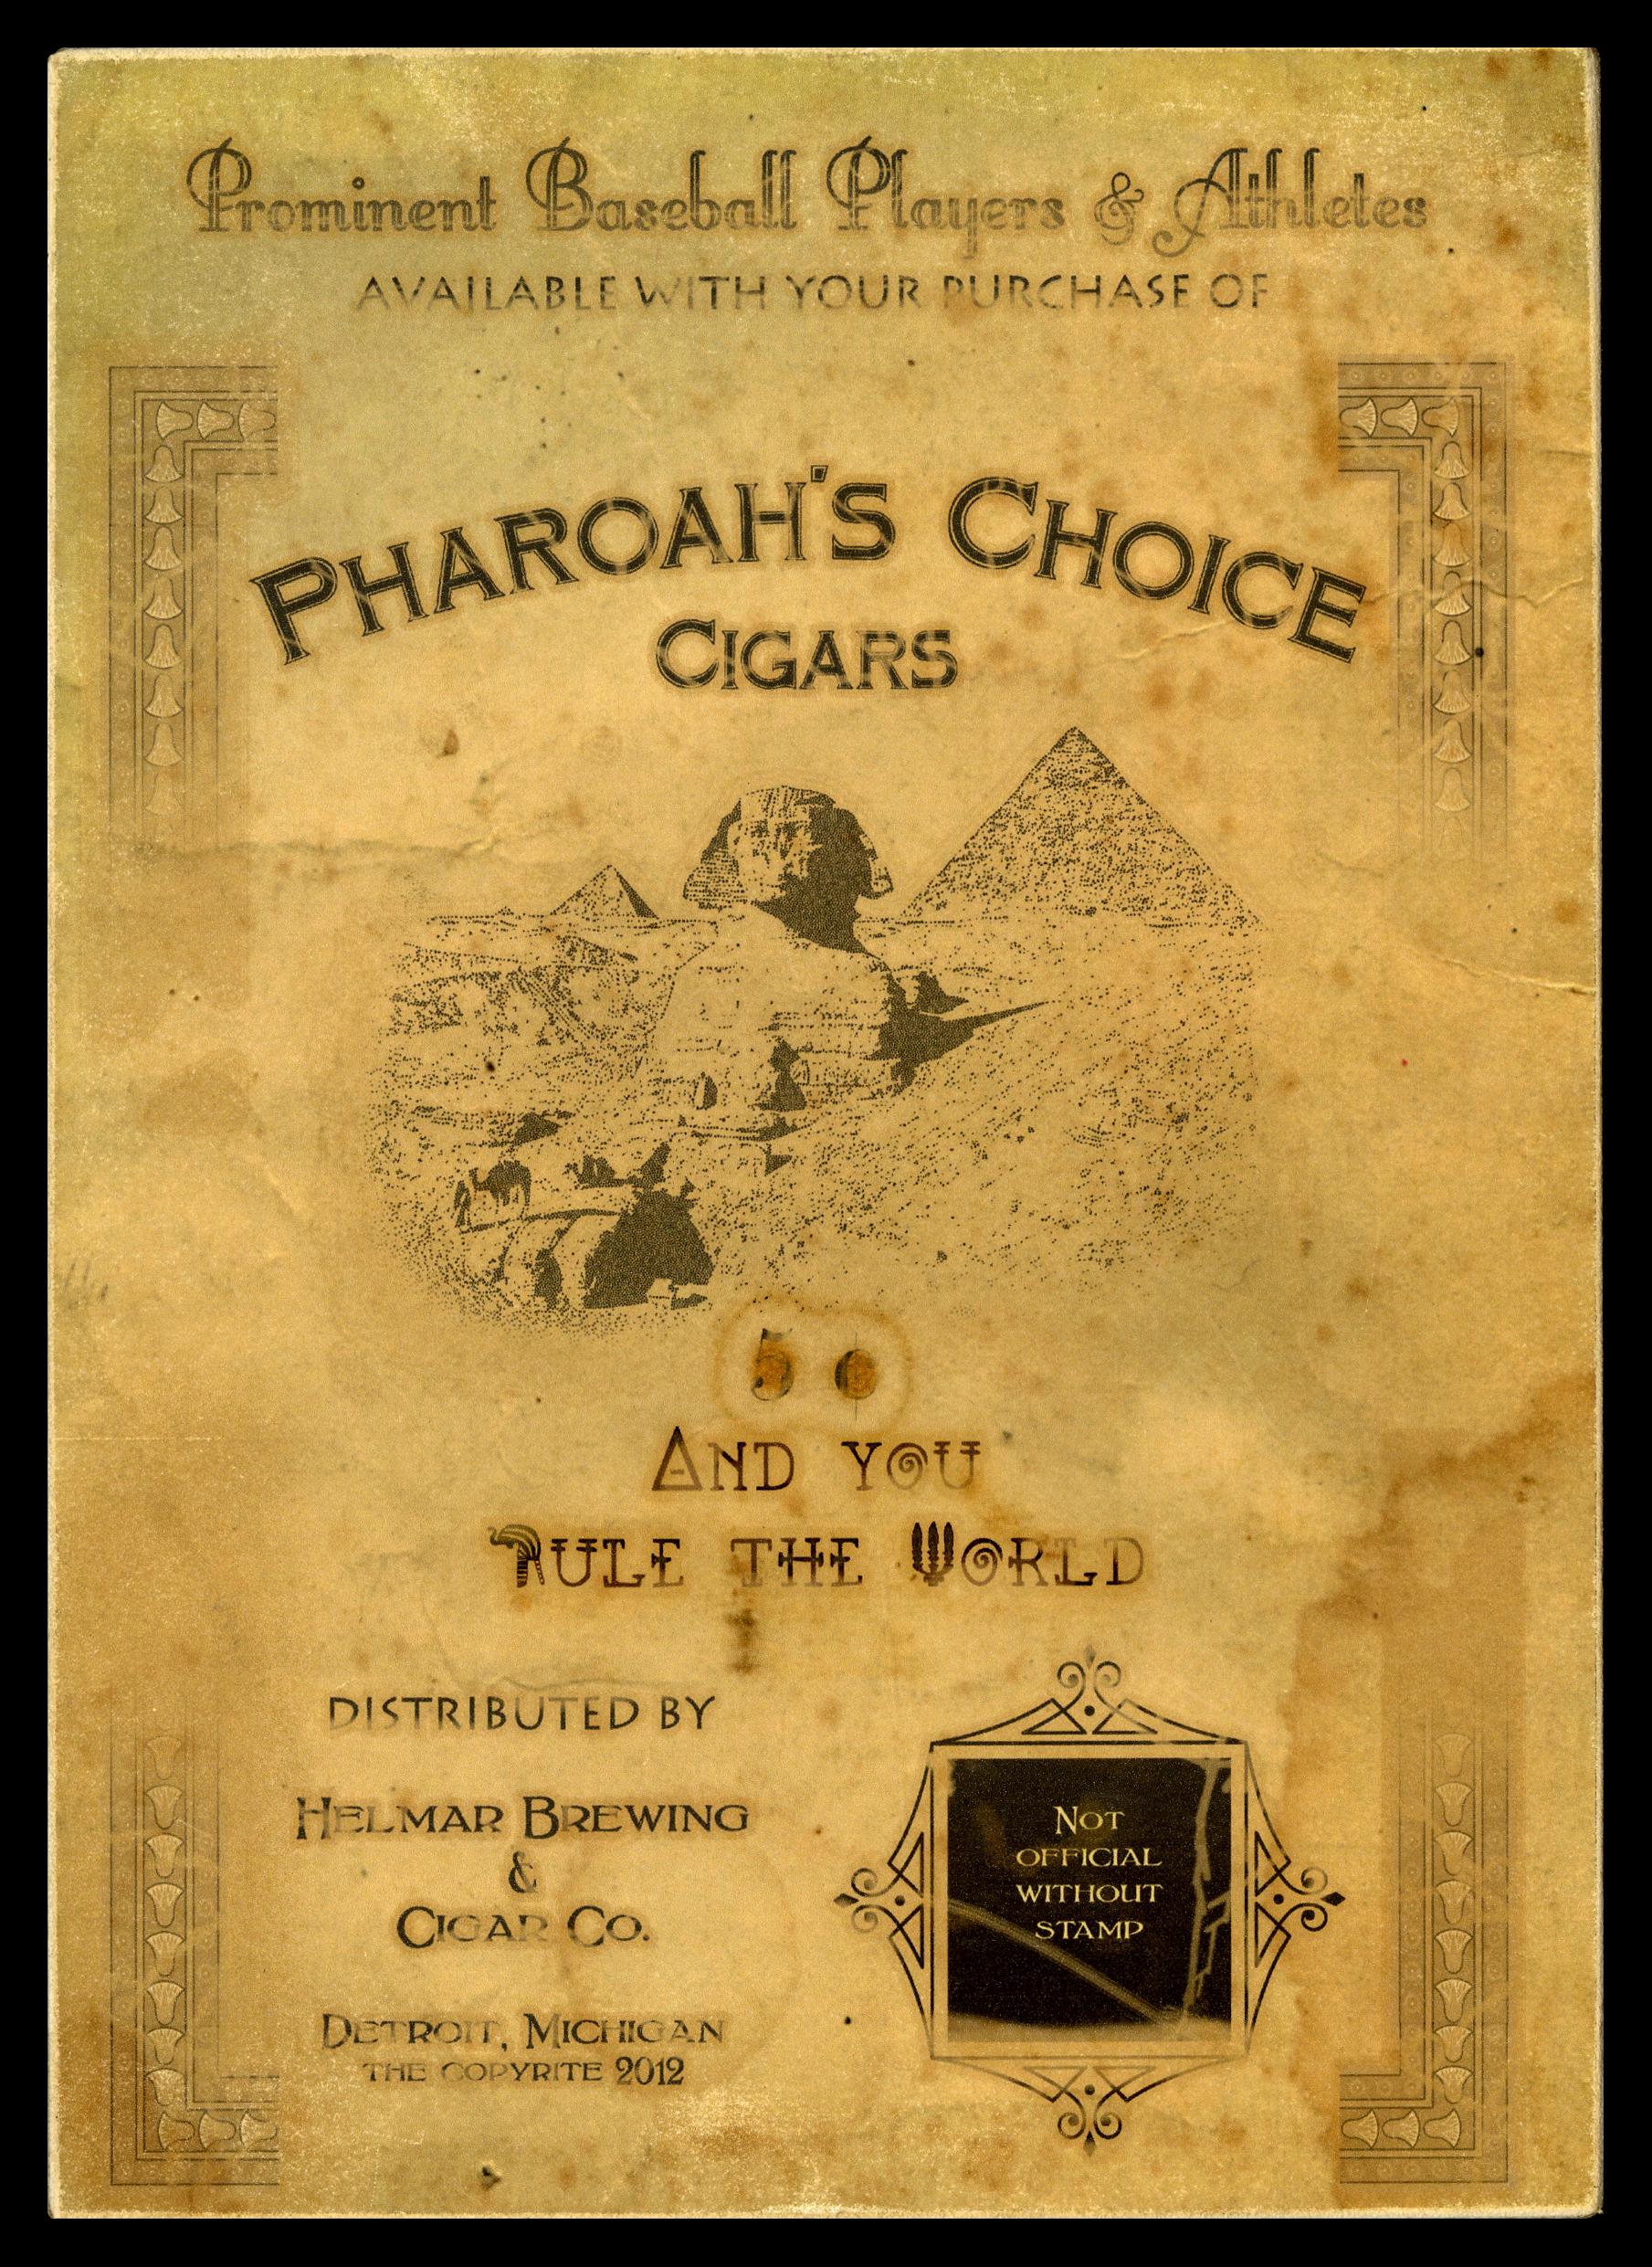 Prominent Baseball Players & Athletes
AVAILABLE WITH YOUR PURCHASE OF
PHAROAH'S CHOICE
CIGARS
5 ¢
AND YOU
RULE THE WORLD
DISTRIBUTED BY
HELMAR BREWING
&
CIGAR CO.
DETROIT, MICHIGAN
THE COPYRITE 2012
NOT
OFFICIAL
WITHOUT
STAMP